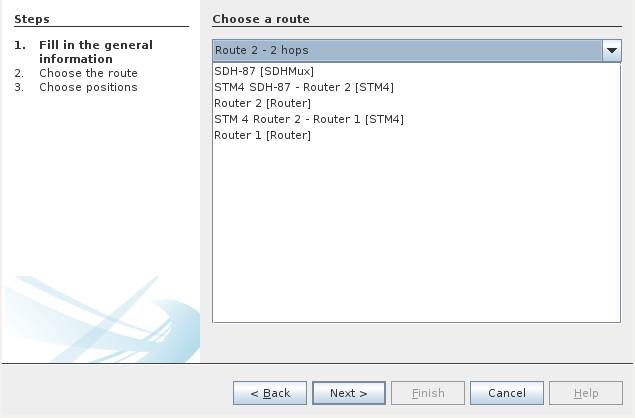 Steps
1. Fill in the general
information
2. Choose the route
3. Choose positions
Choose a route
Route 2 - 2 hops
SDH-87 [SDHMux]
STM4 SDH-87 - Router 2 [STM4]
Router 2 [Router]
STM 4 Router 2 - Router 1 [STM4]
Router 1 [Router]
< Back
Next >
Finish
Cancel
Help